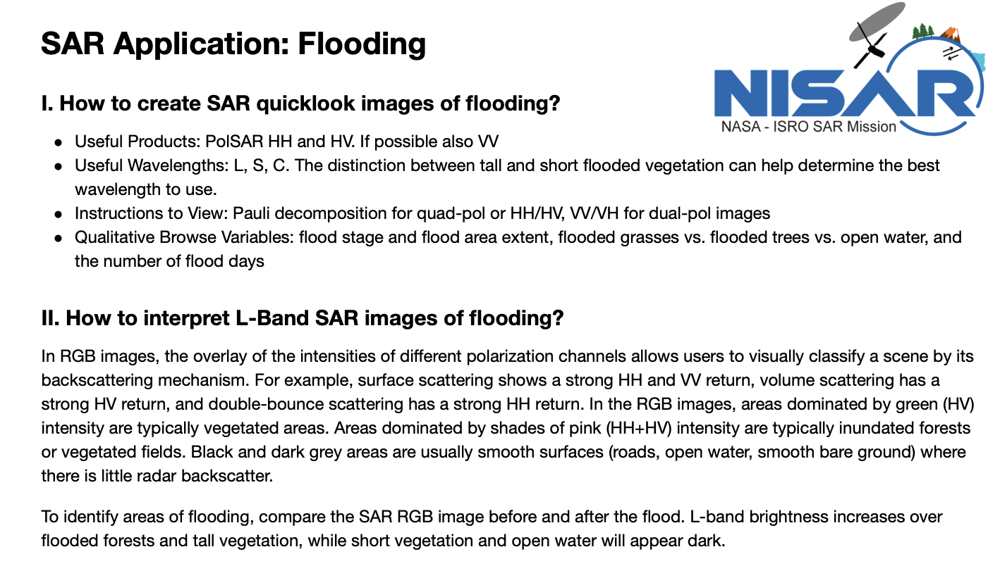 SAR Application: Flooding
NISAR
NASA - ISRO SAR Mission
I. How to create SAR quicklook images of flooding?
● Useful Products: PolSAR HH and HV. If possible also VV
● Useful Wavelengths: L, S, C. The distinction between tall and short flooded vegetation can help determine the best
wavelength to use.
● Instructions to View: Pauli decomposition for quad-pol or HH/HV, VV/VH for dual-pol images
● Qualitative Browse Variables: flood stage and flood area extent, flooded grasses vs. flooded trees vs. open water, and
the number of flood days
II. How to interpret L-Band SAR images of flooding?
In RGB images, the overlay of the intensities of different polarization channels allows users to visually classify a scene by its
backscattering mechanism. For example, surface scattering shows a strong HH and VV return, volume scattering has a
strong HV return, and double-bounce scattering has a strong HH return. In the RGB images, areas dominated by green (HV)
intensity are typically vegetated areas. Areas dominated by shades of pink (HH+HV) intensity are typically inundated forests
or vegetated fields. Black and dark grey areas are usually smooth surfaces (roads, open water, smooth bare ground) where
there is little radar backscatter.
To identify areas of flooding, compare the SAR RGB image before and after the flood. L-band brightness increases over
flooded forests and tall vegetation, while short vegetation and open water will appear dark.